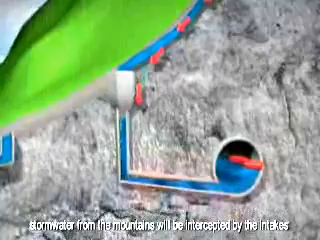 stormwater from the mountains will be intercepted by the intakes